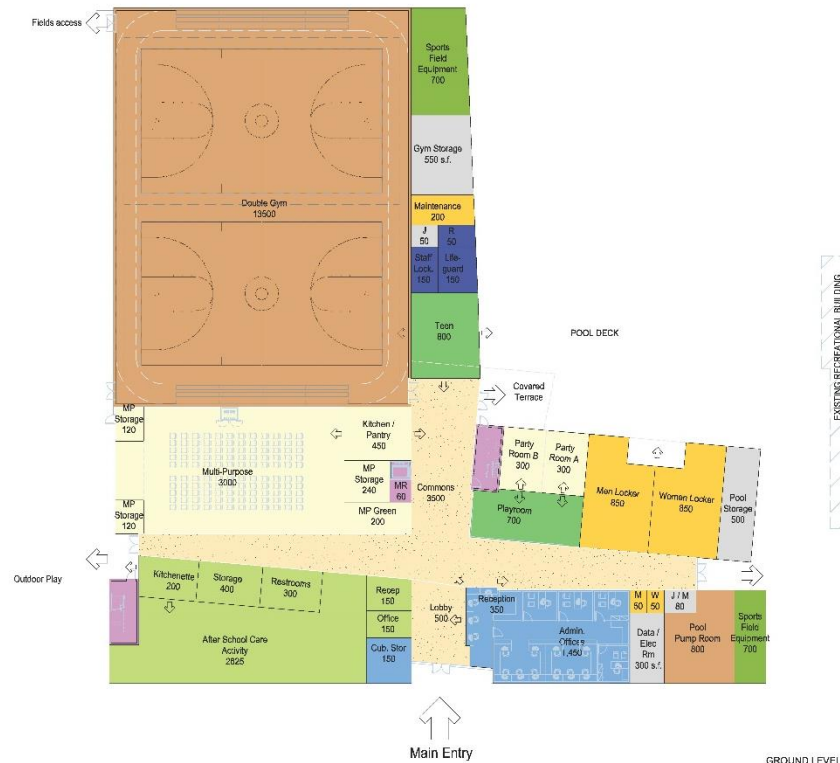 Fields access
Sports
Field
Equipment
700
Gym Storage
550 s.f.
Double Gym
13500
Maintenance
200
J
50
R
50
Staff
Lock.
150
Life-
guard
150
Teen
800
POOL DECK
EXISTING RECREATIONAL BUILDING
Covered
Terrace
MP
Storage
120
Kitchen /
Pantry
450
Party
Room B
300
Party
Room A
300
Multi-Purpose
3000
MP
Storage
240
MR
60
Commons
3500
Men Locker
850
Women Locker
850
Pool
Storage
500
MP
Storage
120
MP Green
200
Playroom
700
Outdoor Play
Kitchenette
200
Storage
400
Restrooms
300
Recep
150
Office
150
Lobby
500
Reception
350
Admin.
Offices
1,450
M
50
W
50
J / M
80
After School Care
Activity
2625
Cub. Stor
150
Data /
Elec
Rm
300 s.f.
Pool
Pump Room
800
Sports
Field
Equipment
700
Main Entry
GROUND LEVEL